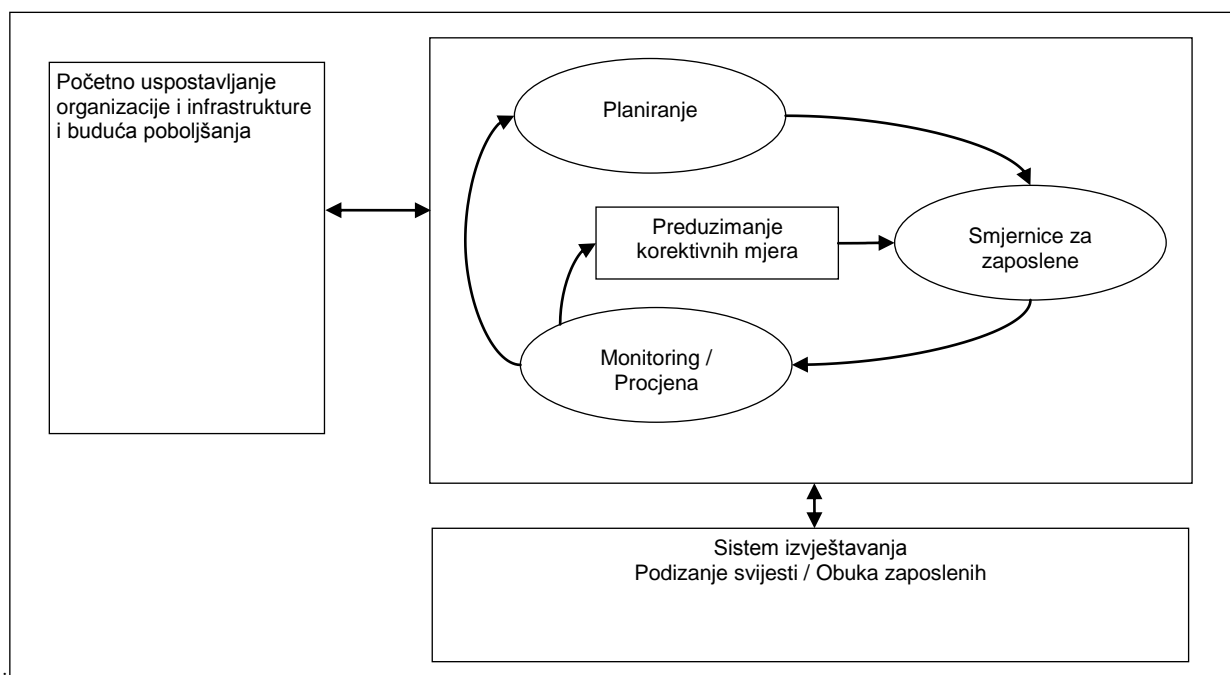 Početno uspostavljanje
organizacije i infrastrukture
i buduća poboljšanja
Planiranje
Preduzimanje
korektivnih mjera
Smjernice za
zaposlene
Monitoring /
Procjena
Sistem izvještavanja
Podizanje svijesti / Obuka zaposlenih